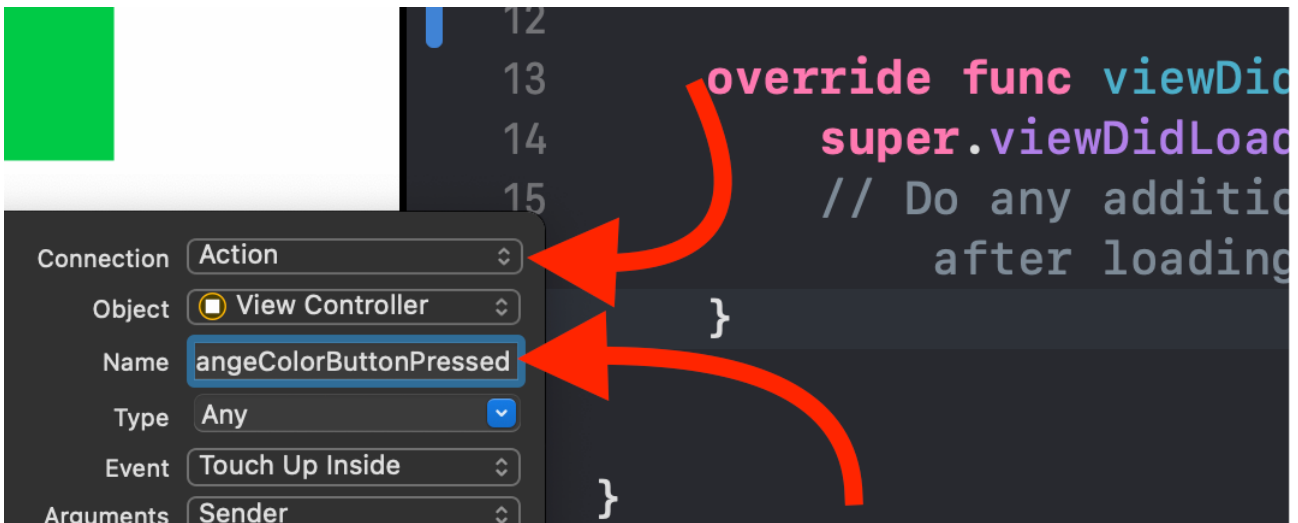 12
13 override func viewDid
14 super.viewDidLoad
15 // Do any additio
after loading
}
}
Connection Action
Object View Controller
Name angeColorButtonPressed
Type Any
Event Touch Up Inside
Arguments Sender